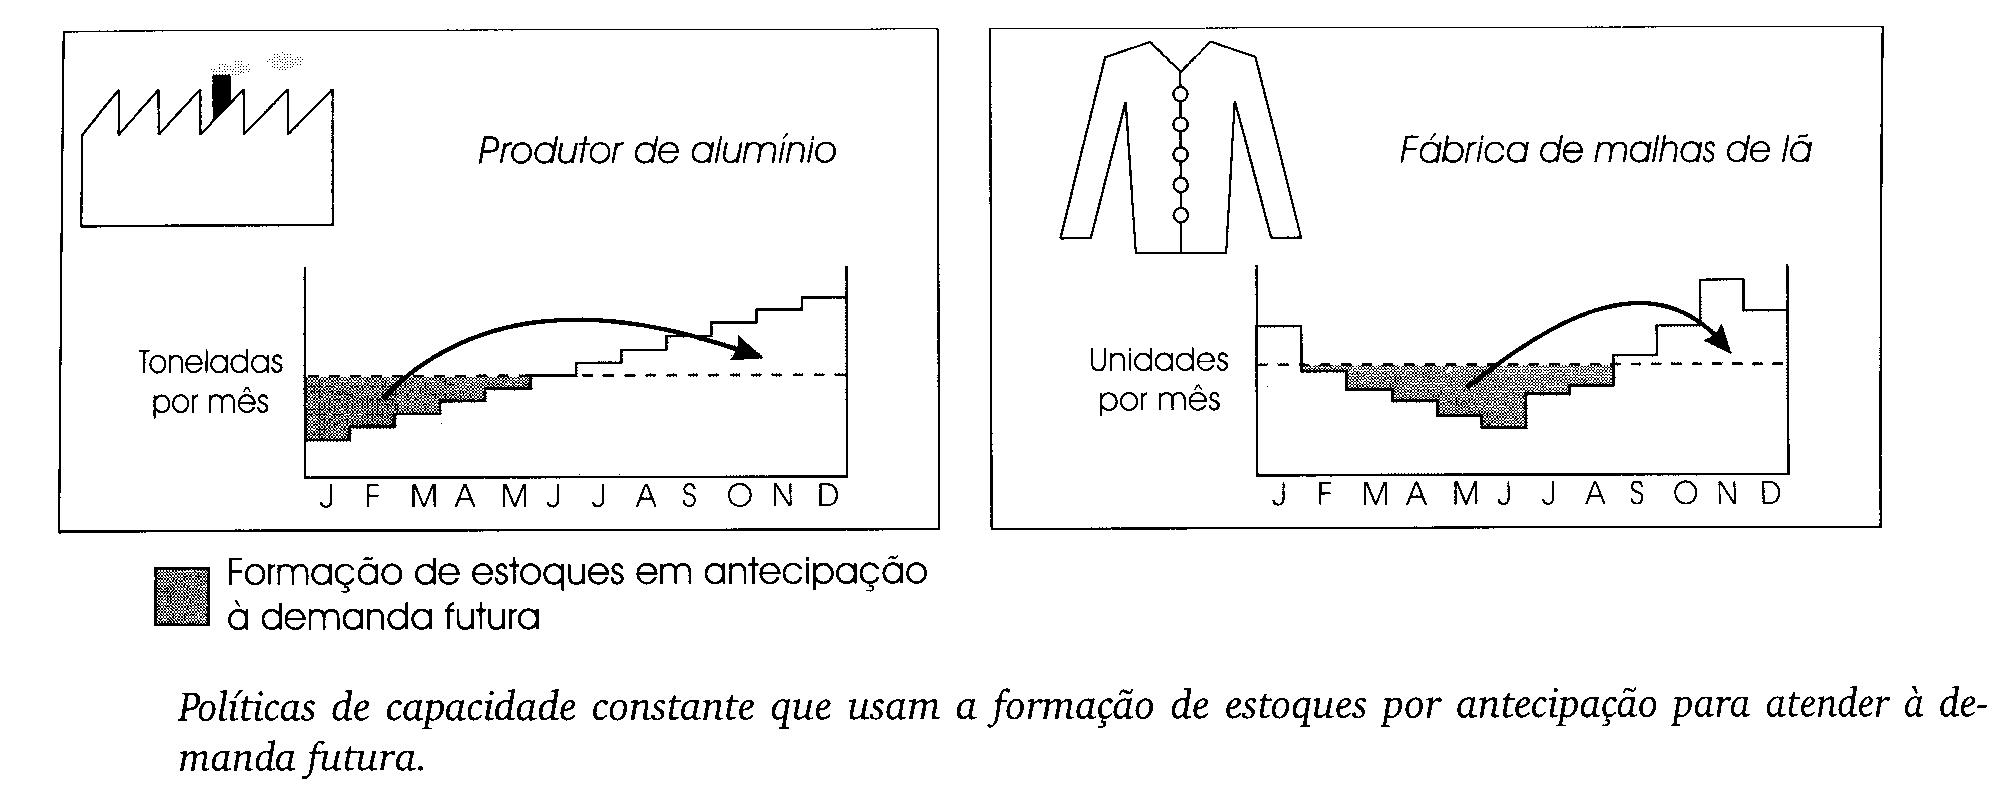 Produtor de alumínio
Toneladas
por mês
J F M A M J J A S O N D
Fábrica de malhas de lã
Unidades
por mês
J F M A M J J A S O N D
Formação de estoques em antecipação
à demanda futura
Políticas de capacidade constante que usam a formação de estoques por antecipação para atender à de-
manda futura.